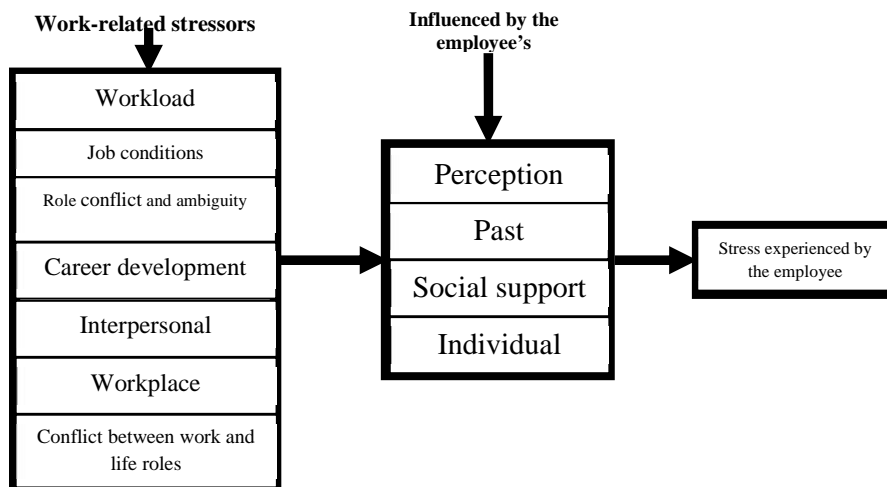 Work-related stressors
Workload
Job conditions
Role conflict and ambiguity
Career development
Interpersonal
Workplace
Conflict between work and
life roles
Influenced by the
employee's
Perception
Past
Social support
Individual
Stress experienced by
the employee